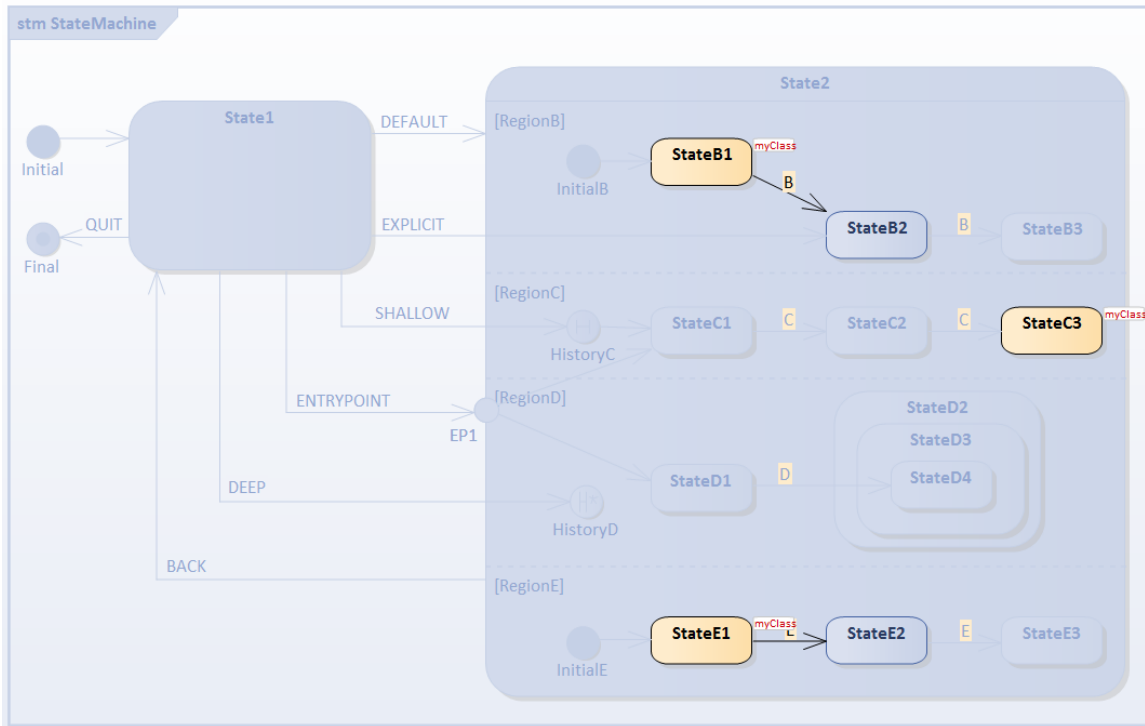 stm StateMachine
State2
State1
DEFAULT
[RegionB]
StateB1
myClass
Initial
InitialB
B
QUIT
EXPLICIT
StateB2
B
StateB3
Final
[RegionC]
SHALLOW
H
StateC1
C
StateC2
C
StateC3
myClass
HistoryC
ENTRYPOINT
[RegionD]
EP1
StateD2
StateD3
StateD1
D
StateD4
DEEP
H*
HistoryD
BACK
[RegionE]
StateE1
myClass
StateE2
E
StateE3
InitialE